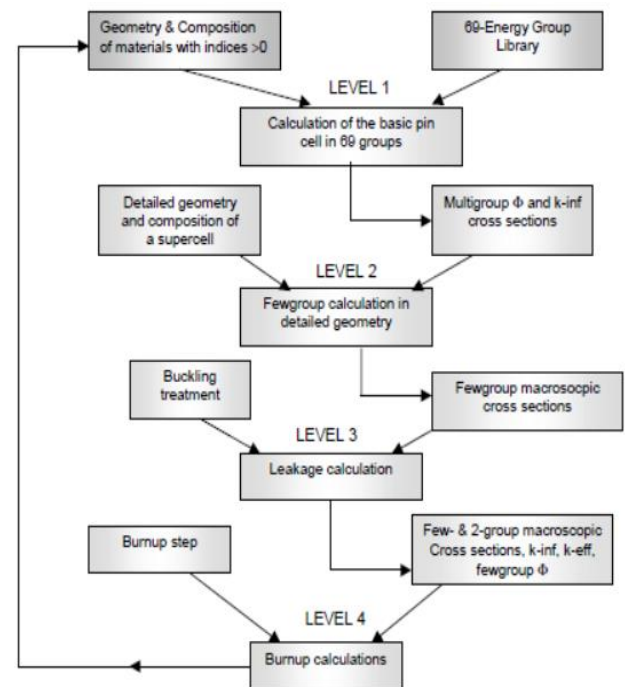 Geometry & Composition
of materials with indices >0
69-Energy Group
Library
LEVEL 1
Calculation of the basic pin
cell in 69 groups
Detailed geometry
and composition of
a supercell
Multigroup Φ and k-inf
cross sections
LEVEL 2
Fewgroup calculation in
detailed geometry
Buckling
treatment
Fewgroup macrosocpic
cross sections
LEVEL 3
Leakage calculation
Burnup step
Few- & 2-group macroscopic
Cross sections, k-inf, k-eff,
fewgroup Φ
LEVEL 4
Burnup calculations